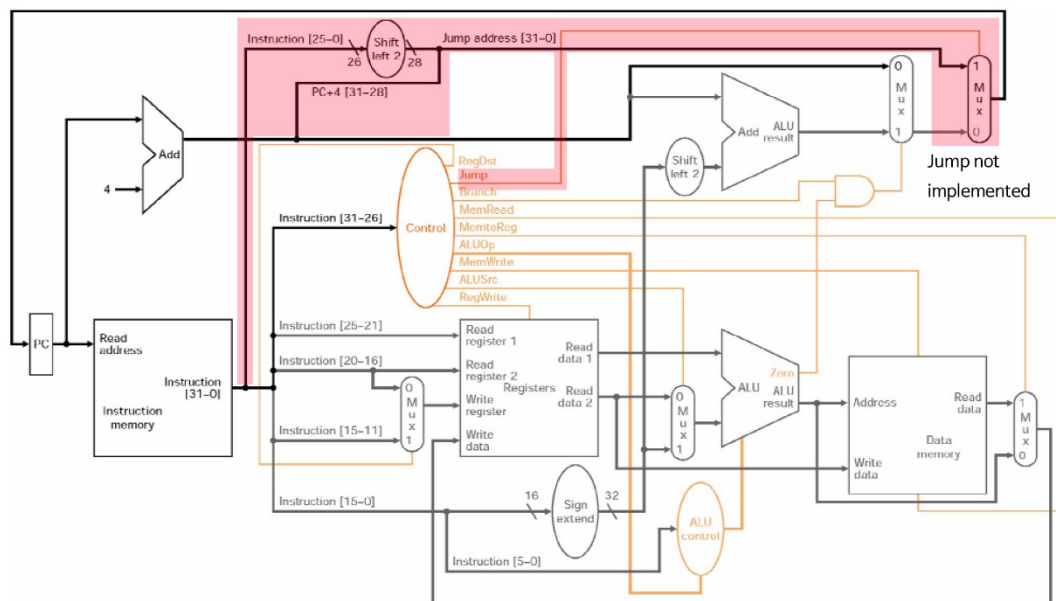 Instruction [25–0]
Shift
left 2
Jump address [31–0]
26
28
PC+4 [31–28]
0
M
u
x
1
1
M
u
x
0
Add
4
Add
ALU
result
Shift
left 2
Jump not
implemented
RegDst
Jump
Branch
MemRead
MemtoReg
ALUOp
MemWrite
ALUSrc
RegWrite
Instruction [31–26]
Control
PC
Read
address
Instruction
[31–0]
Instruction
memory
Instruction [25–21]
Instruction [20–16]
Instruction [15–11]
0
M
u
x
1
Read
register 1
Read
register 2
Write
register
Write
data
Registers
Read
data 1
Read
data 2
0
M
u
x
1
Zero
ALU
ALU
result
Address
Write
data
Read
data
Data
memory
1
M
u
x
0
Instruction [15–0]
16
Sign
extend
32
Instruction [5–0]
ALU
control